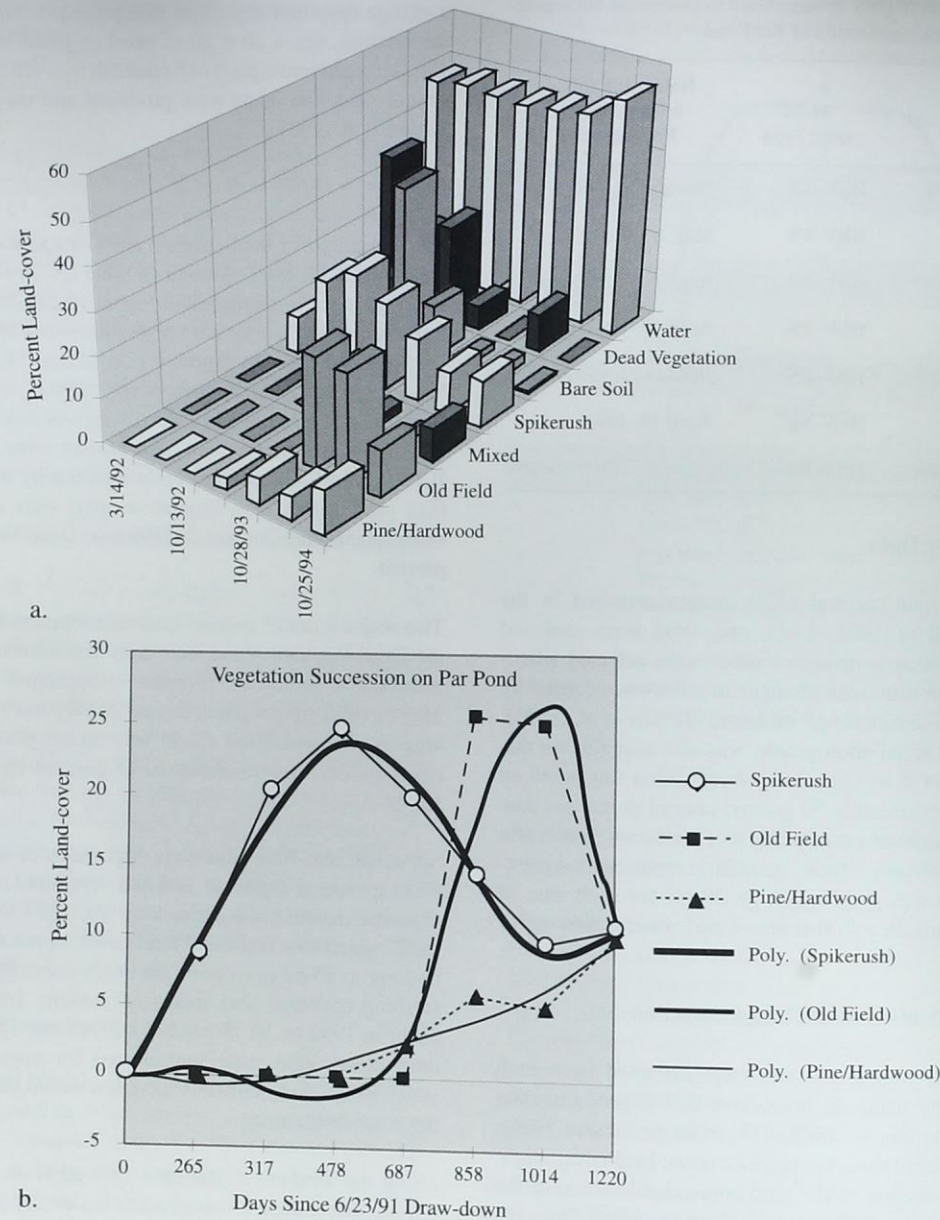 60
50
40
30
20
10
0
Percent Land-cover
3/14/92
10/13/92
10/28/93
10/25/94
Water
Dead Vegetation
Bare Soil
Spikerush
Mixed
Old Field
Pine/Hardwood
a.
Vegetation Succession on Par Pond
30
25
20
15
10
5
0
-5
Percent Land-cover
0 265 317 478 687 858 1014 1220
Days Since 6/23/91 Draw-down
Spikerush
Old Field
Pine/Hardwood
Poly. (Spikerush)
Poly. (Old Field)
Poly. (Pine/Hardwood)
b.